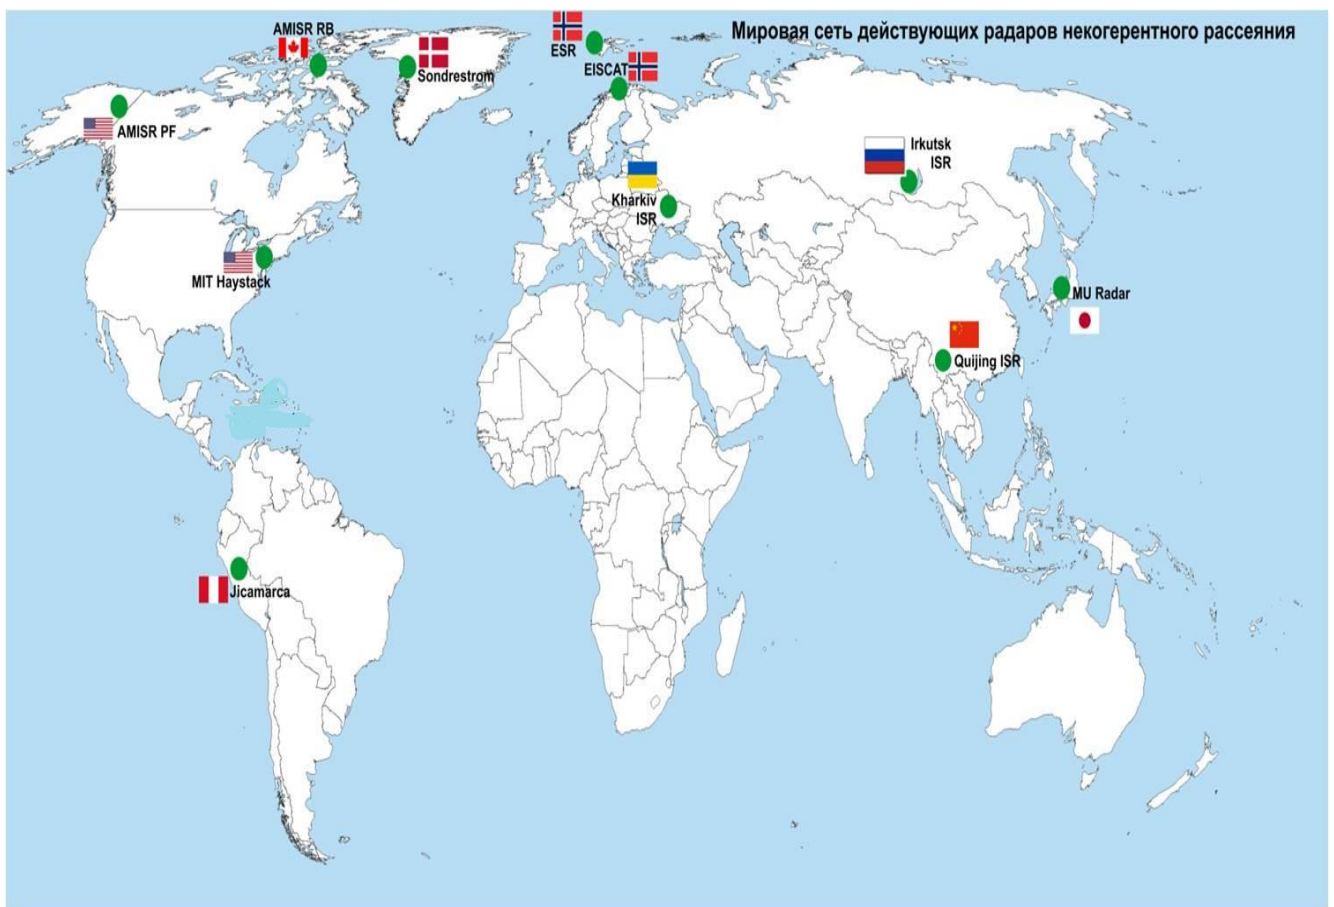 Мировая сеть действующих радаров некогерентного рассеяния
AMISR RB
ESR
EISCAT
Sondrestrom
AMISR PF
Irkutsk
ISR
Kharkiv
ISR
MIT Haystack
MU Radar
Quijing ISR
Jicamarca